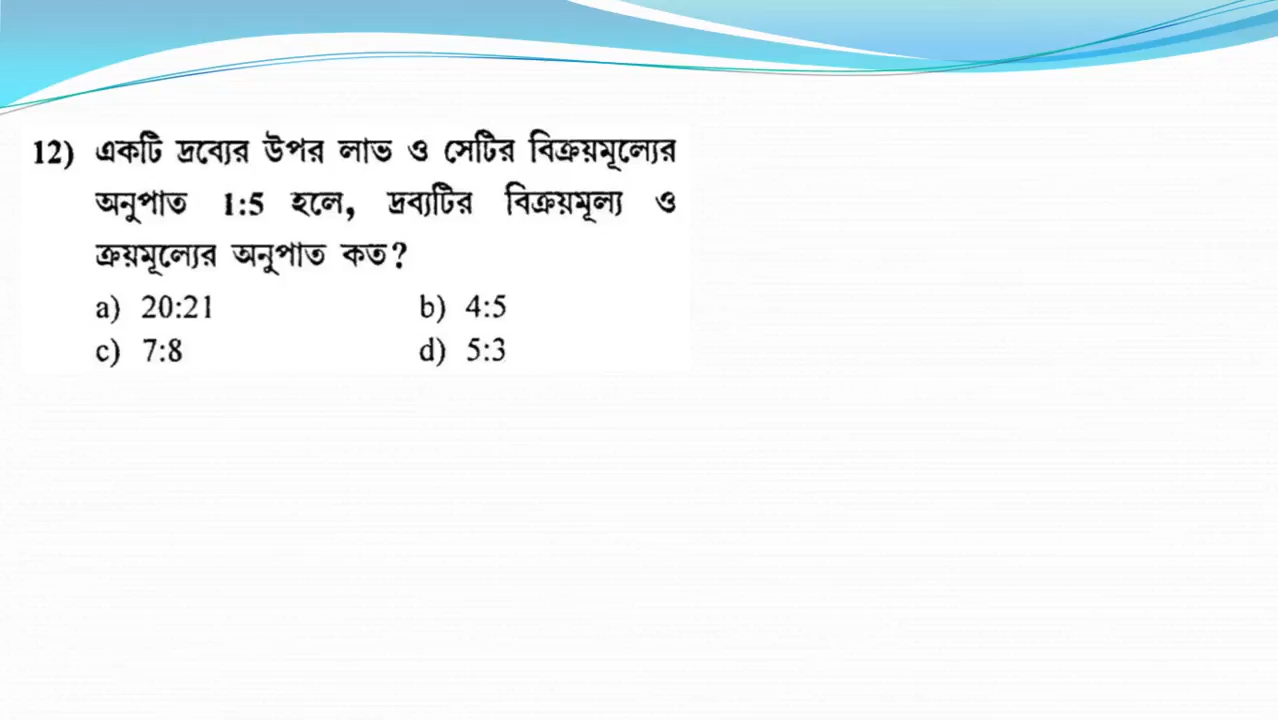 12) একটি দ্রব্যের উপর লাভ ও সেটির বিক্রয়মূল্যের
অনুপাত 1:5 হলে, দ্রব্যটির বিক্রয়মূল্য ও
ক্রয়মূল্যের অনুপাত কত?
a) 20:21 b) 4:5
c) 7:8 d) 5:3